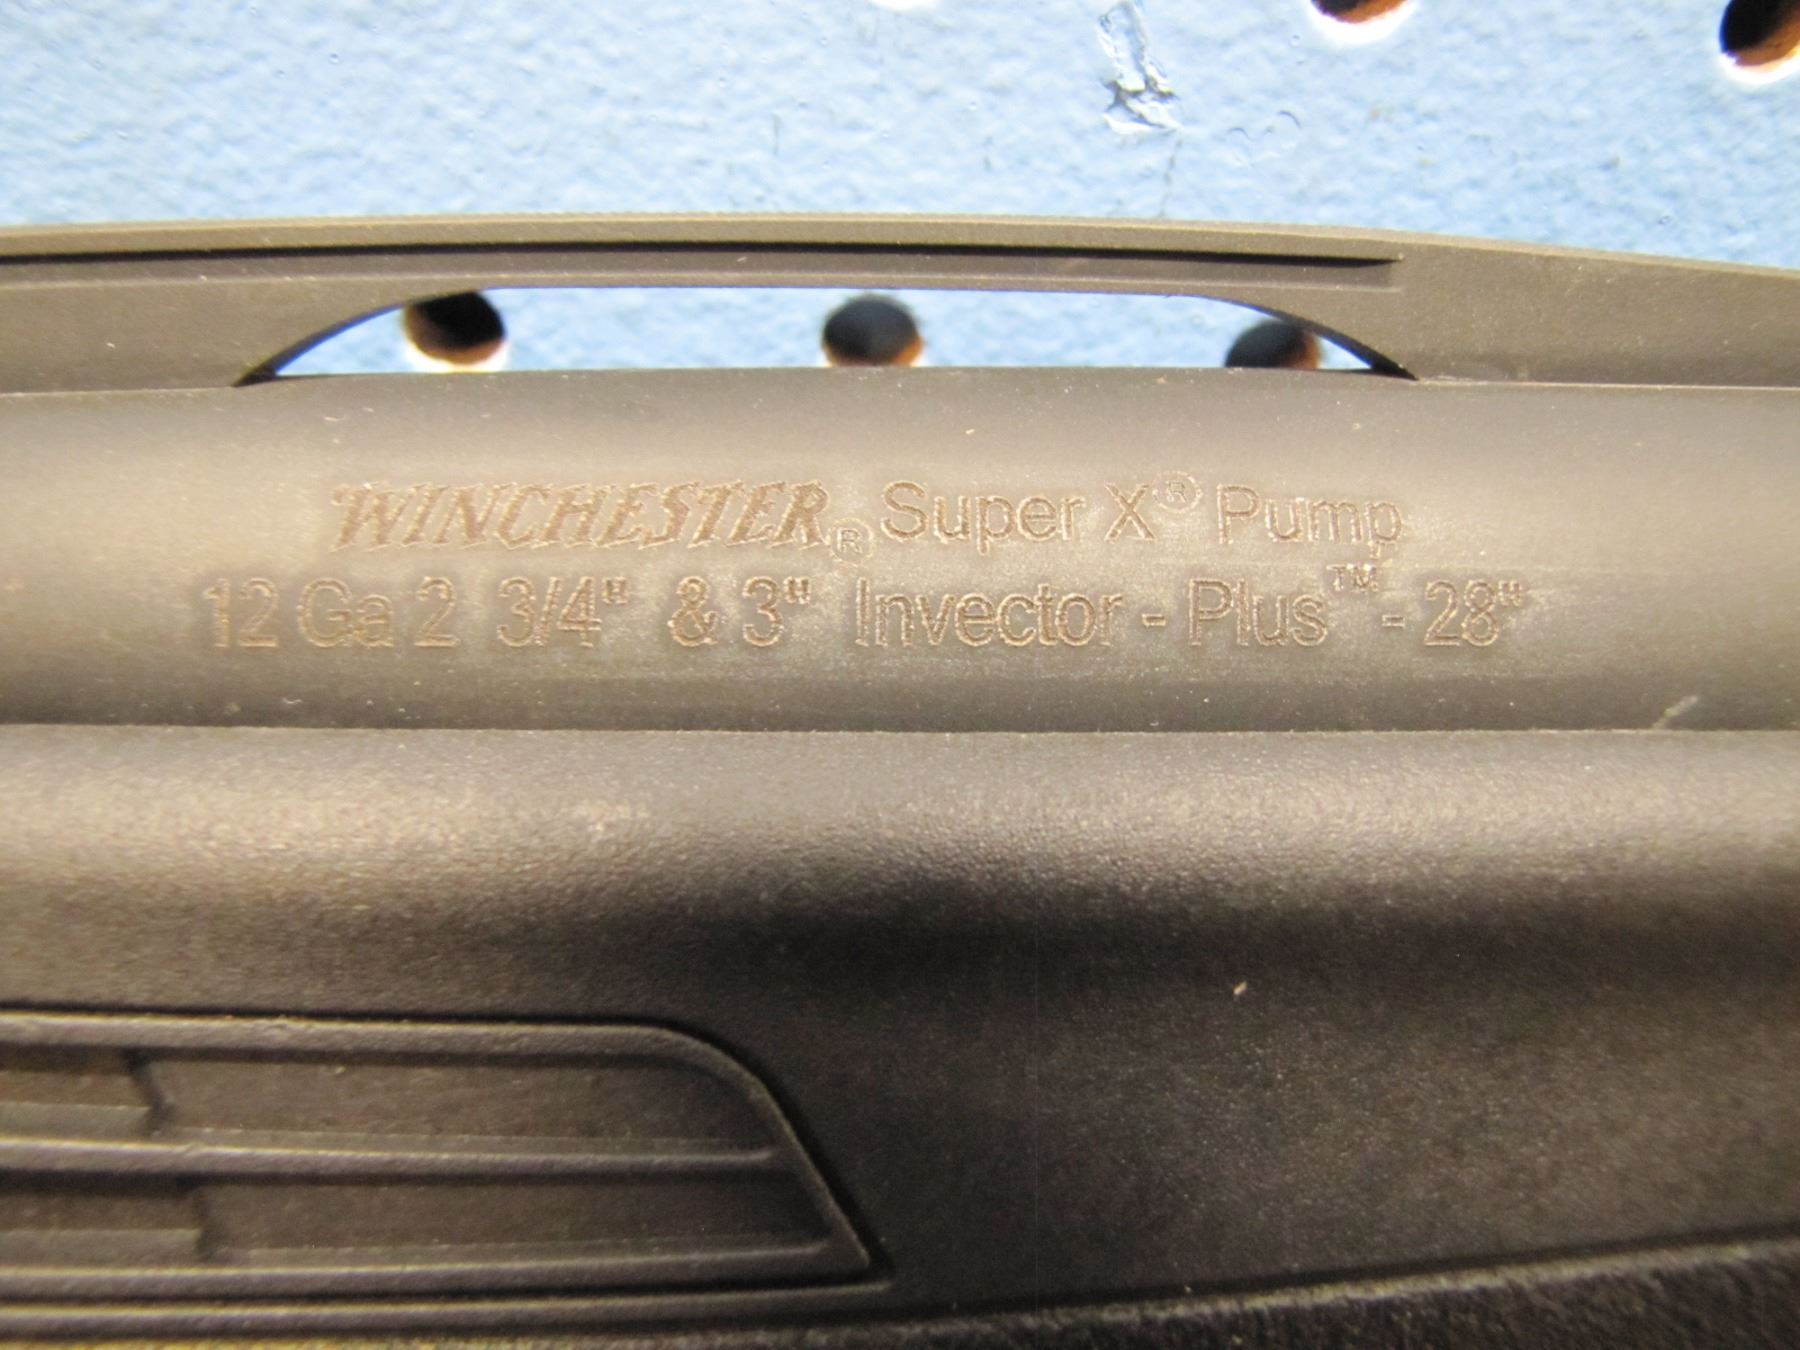 WINCHESTER® Super X® Pump
12 Ga 2 3/4" & 3" Invector - Plus™ - 28"